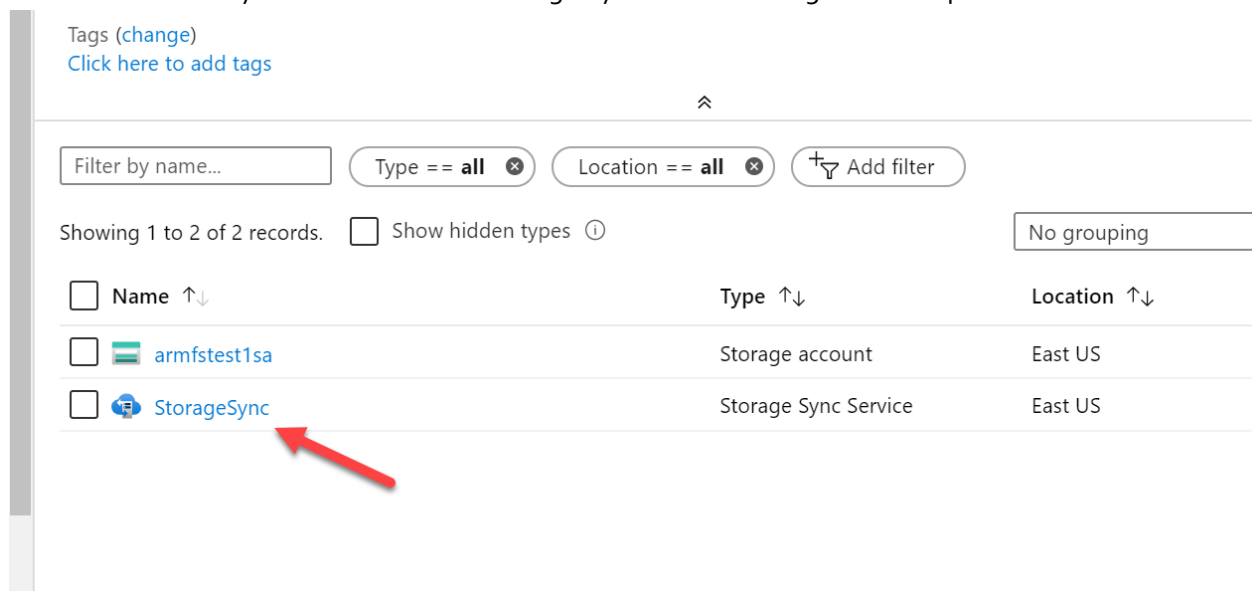 Tags (change)
Click here to add tags
Filter by name...
Type == all
Location == all
Add filter
Showing 1 to 2 of 2 records.
Show hidden types
No grouping
Name
Type
Location
armfstest1sa
Storage account
East US
StorageSync
Storage Sync Service
East US